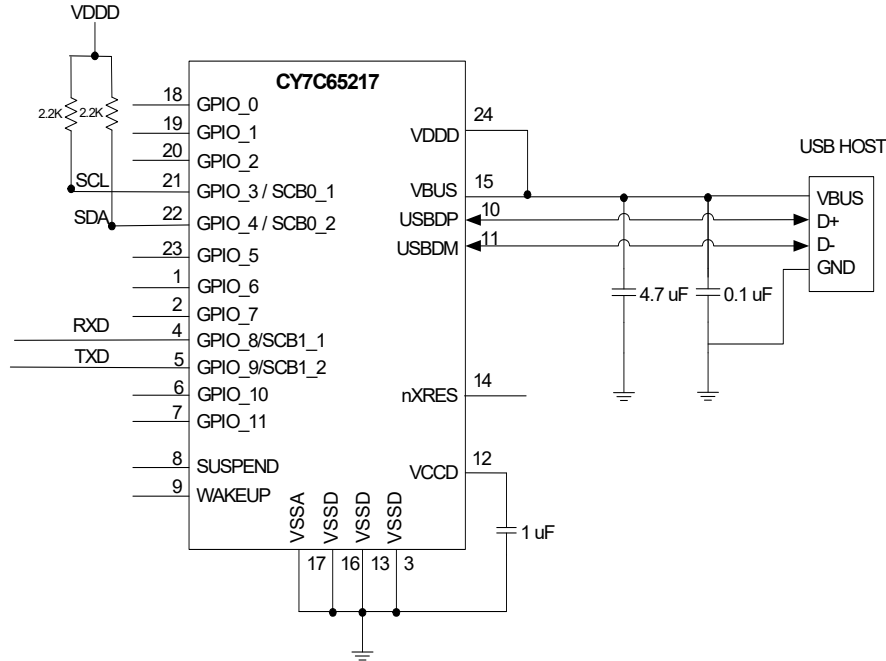 VDDD
2.2K 2.2K
SCL
SDA
RXD
TXD
CY7C65217
18 GPIO_0
19 GPIO_1
20 GPIO_2
21 GPIO_3 / SCB0_1
22 GPIO_4 / SCB0_2
23 GPIO_5
1 GPIO_6
2 GPIO_7
4 GPIO_8/SCB1_1
5 GPIO_9/SCB1_2
6 GPIO_10
7 GPIO_11
8 SUSPEND
9 WAKEUP
VDDD 24
VBUS 15
USBDP 10
USBDM 11
nXRES 14
VCCD 12
VSSA
VSSD
VSSD
VSSD
17 16 13 3
1 uF
4.7 uF
0.1 uF
USB HOST
VBUS
D+
D-
GND